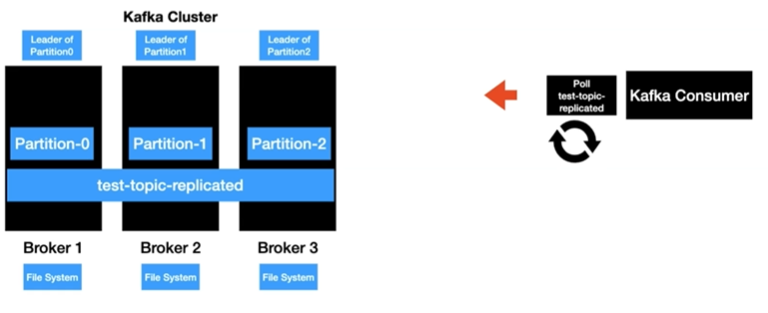 Kafka Cluster
Leader of
Partition0
Leader of
Partition1
Leader of
Partition2
Poll
test-topic-
replicated
Kafka Consumer
Partition-0
Partition-1
Partition-2
test-topic-replicated
Broker 1
Broker 2
Broker 3
File System
File System
File System